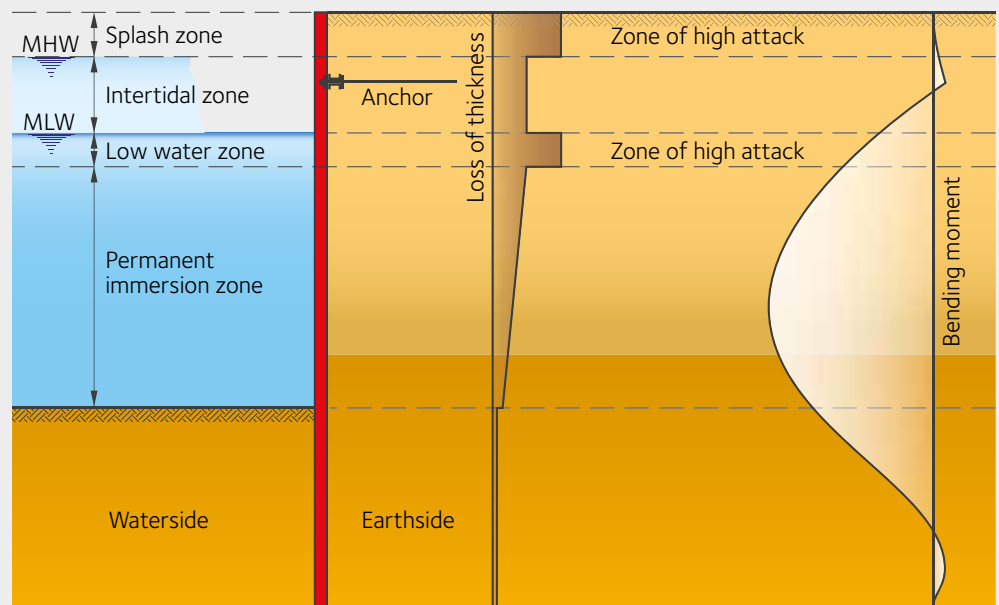 Splash zone
MHW
Zone of high attack
Intertidal zone
Anchor
Loss of thickness
MLW
Low water zone
Zone of high attack
Permanent
immersion zone
Bending moment
Waterside
Earthside